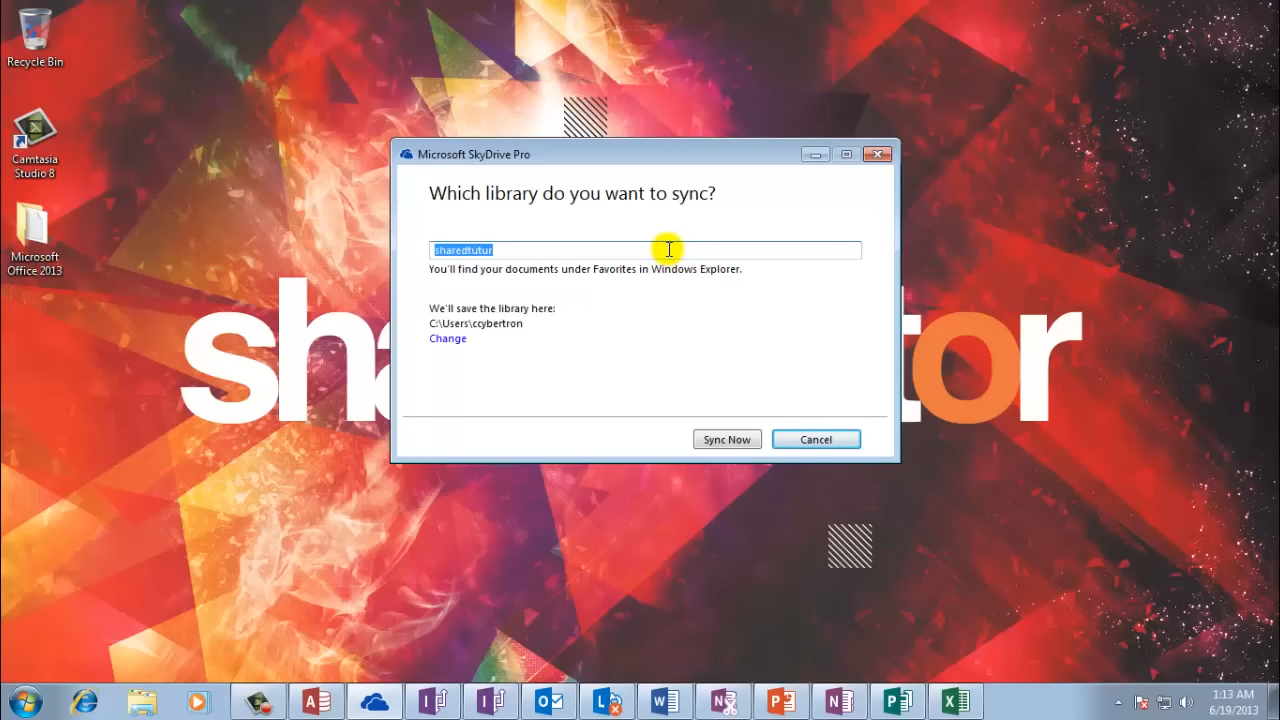 Recycle Bin
Camtasia
Studio 8
Microsoft
Office 2013
Microsoft SkyDrive Pro
Which library do you want to sync?
sharedtutur
You'll find your documents under Favorites in Windows Explorer.
We'll save the library here:
C:\Users\ccybertron
Change
Sync Now
Cancel
sha
tor
1:13 AM
6/19/2013